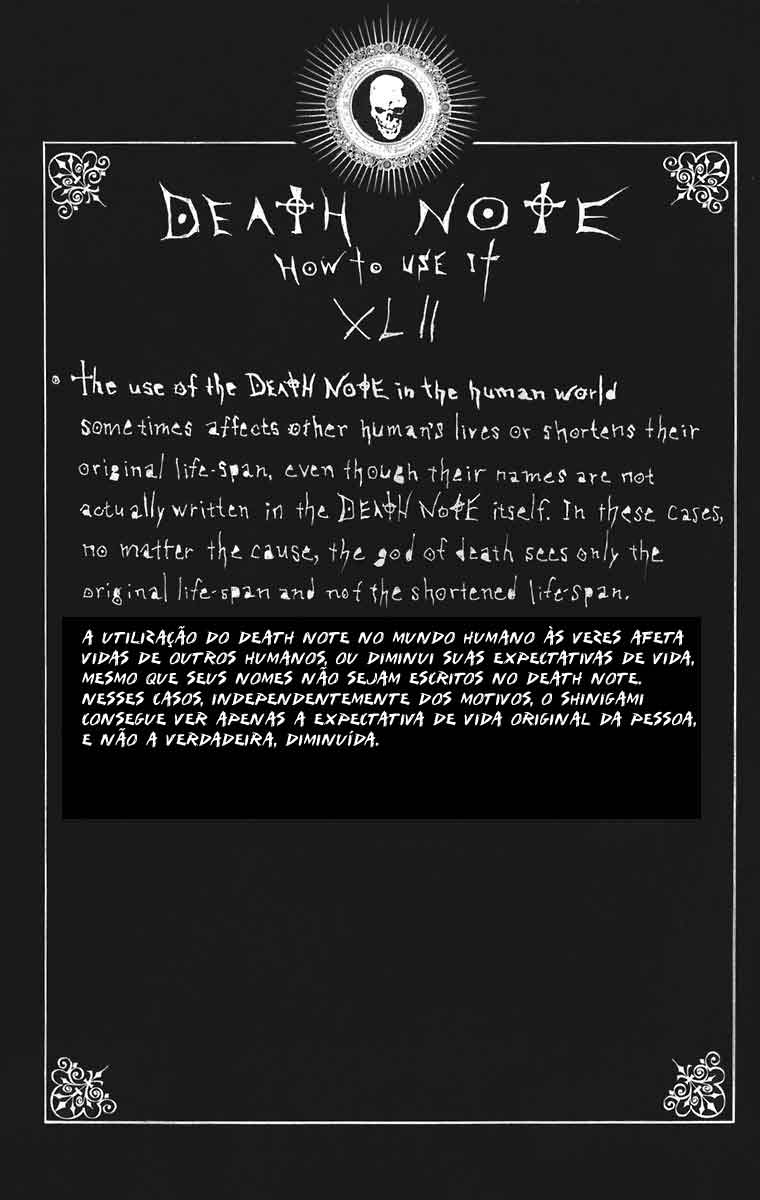 DEATH NOTE
HOW to USE It
XLII
The use of the DEATH NOTE in the human world
sometimes affects other human's lives or shortens their
original life-span, even though their names are not
actually written in the DEATH NOTE itself. In these cases,
no matter the cause, the god of death sees only the
original life-span and not the shortened life-span.
A UTILIZAÇÃO DO DEATH NOTE NO MUNDO HUMANO ÀS VEZES AFETA
VIDAS DE OUTROS HUMANOS, OU DIMINUI SUAS EXPECTATIVAS DE VIDA,
MESMO QUE SEUS NOMES NÃO SEJAM ESCRITOS NO DEATH NOTE.
NESSES CASOS, INDEPENDENTEMENTE DOS MOTIVOS, O SHINIGAMI
CONSEGUE VER APENAS A EXPECTATIVA DE VIDA ORIGINAL DA PESSOA,
E NÃO A VERDADEIRA, DIMINUÍDA.